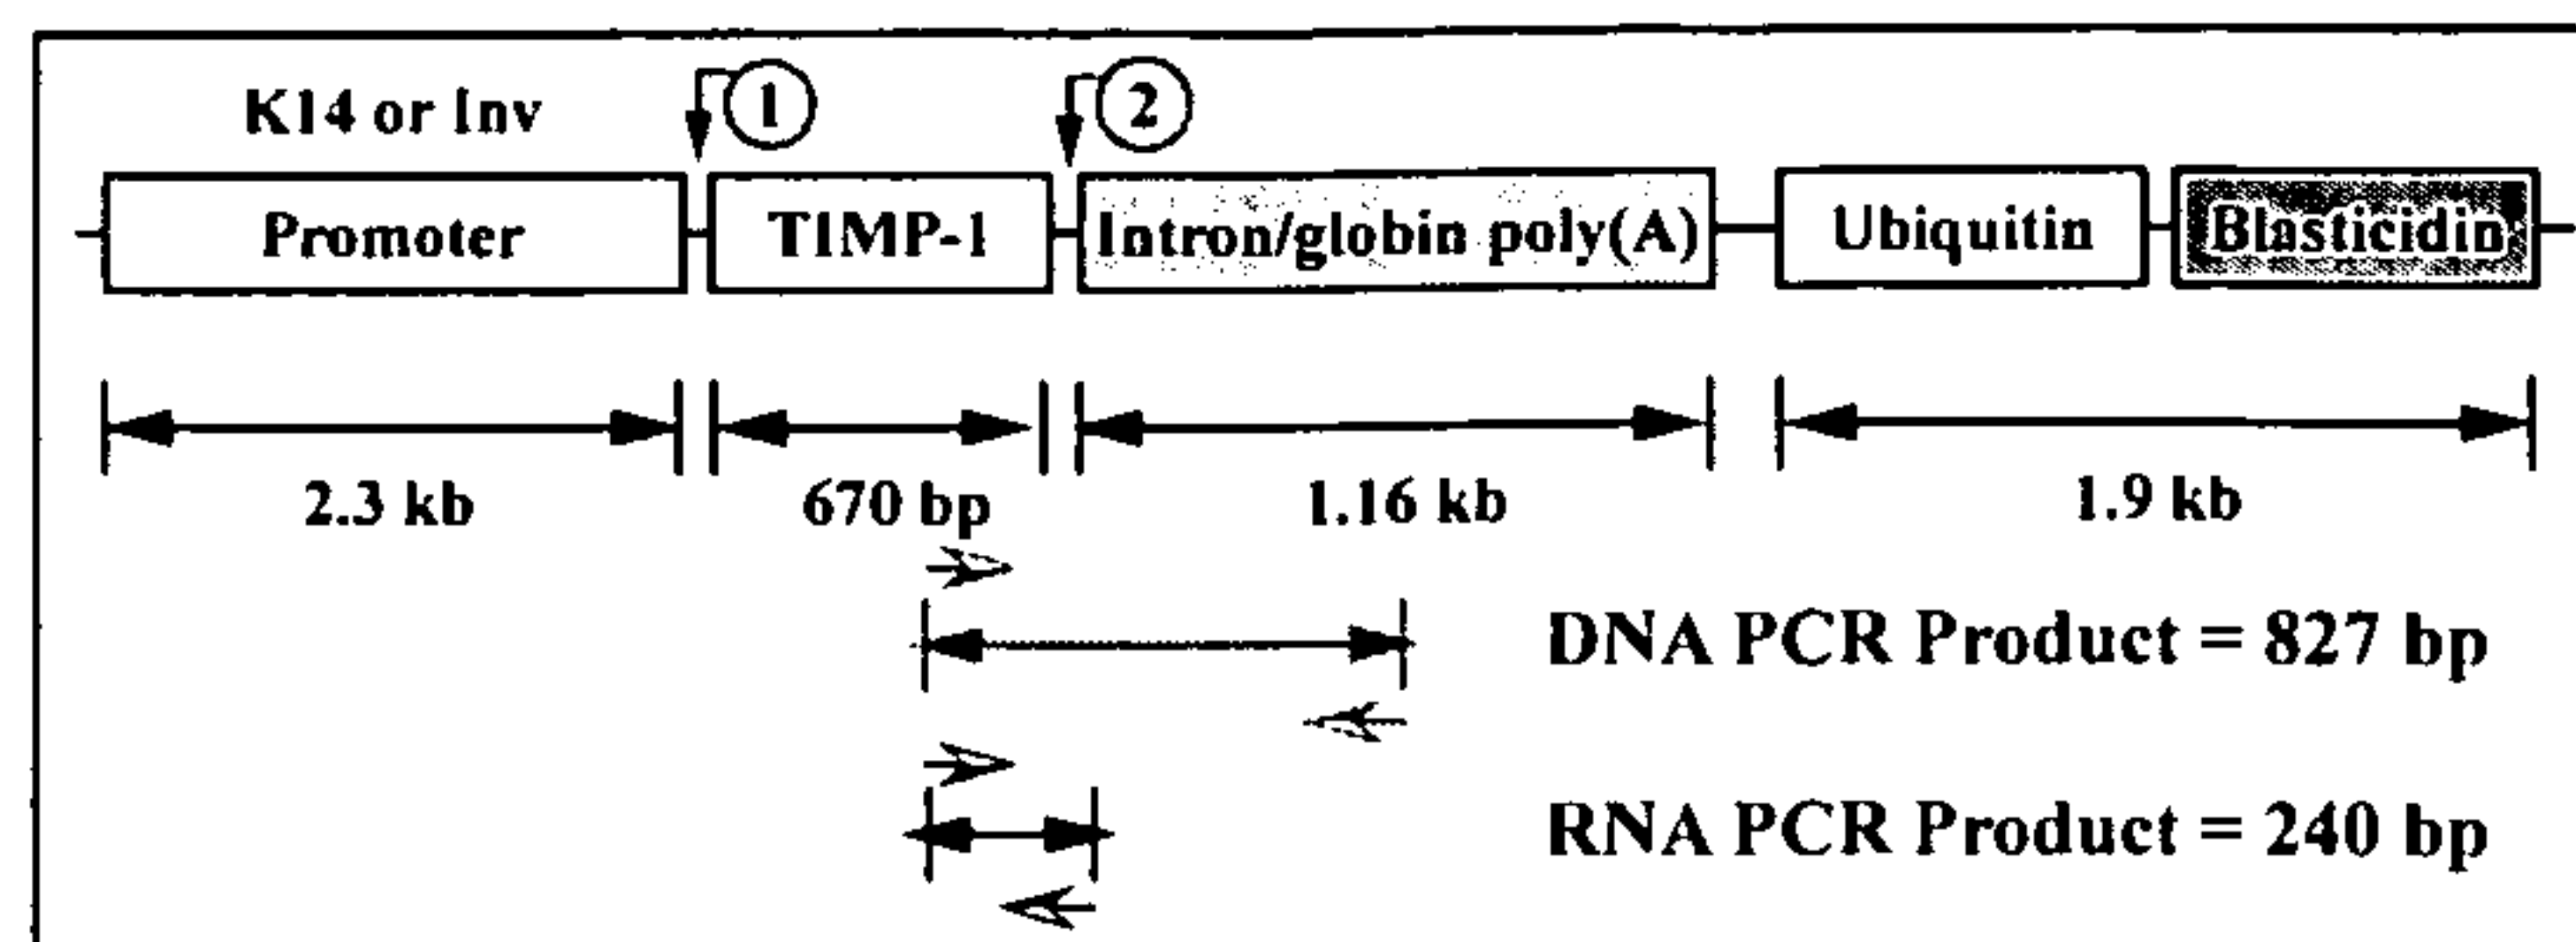 K14 or Inv
1
2
Promoter
TIMP-1
Intron/globin poly(A)
Ubiquitin
Blasticidin
2.3 kb
670 bp
1.16 kb
1.9 kb
DNA PCR Product = 827 bp
RNA PCR Product = 240 bp